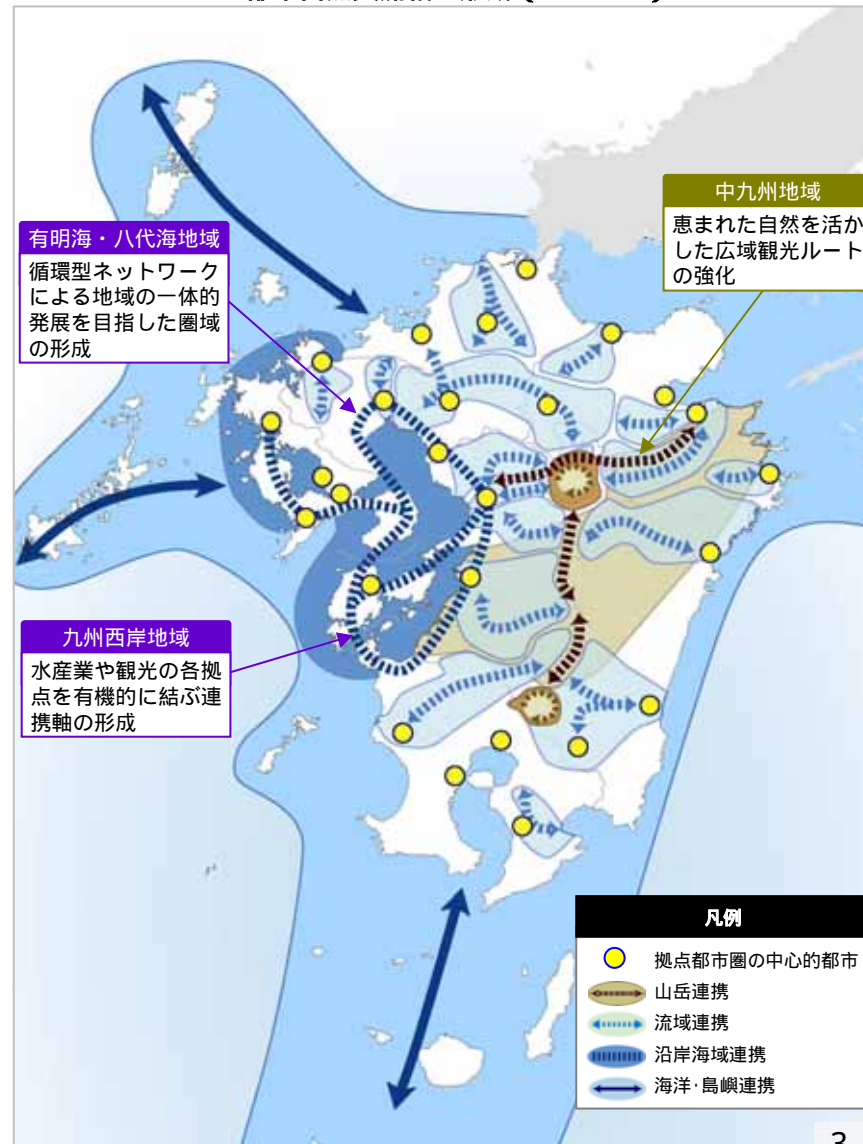 中九州地域
恵まれた自然を活か
した広域観光ルート
の強化
有明海・八代海地域
循環型ネットワーク
による地域の一体的
発展を目指した圏域
の形成
九州西岸地域
水産業や観光の各拠
点を有機的に結ぶ連
携軸の形成
凡例
拠点都市圏の中心的都市
山岳連携
流域連携
沿岸海域連携
海洋・島嶼連携
3